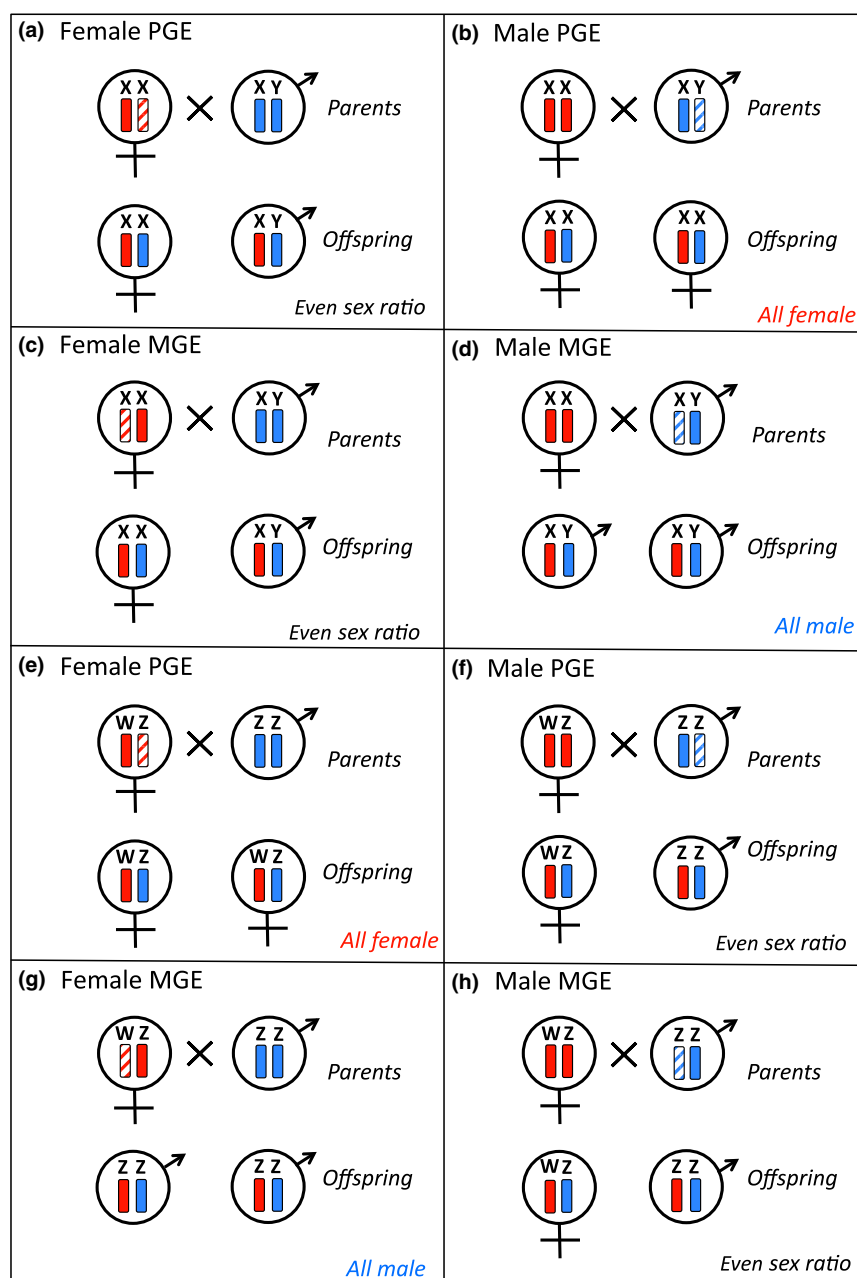 (a) Female PGE
X X
X Y
Parents
X X
X Y
Offspring
Even sex ratio
(b) Male PGE
X X
X Y
Parents
X X
X X
Offspring
All female
(c) Female MGE
X X
X Y
Parents
X X
X Y
Offspring
Even sex ratio
(d) Male MGE
X X
X Y
Parents
X Y
X Y
Offspring
All male
(e) Female PGE
W Z
Z Z
Parents
W Z
W Z
Offspring
All female
(f) Male PGE
W Z
Z Z
Parents
W Z
Z Z
Offspring
Even sex ratio
(g) Female MGE
W Z
Z Z
Parents
Z Z
Z Z
Offspring
All male
(h) Male MGE
W Z
Z Z
Parents
W Z
Z Z
Offspring
Even sex ratio